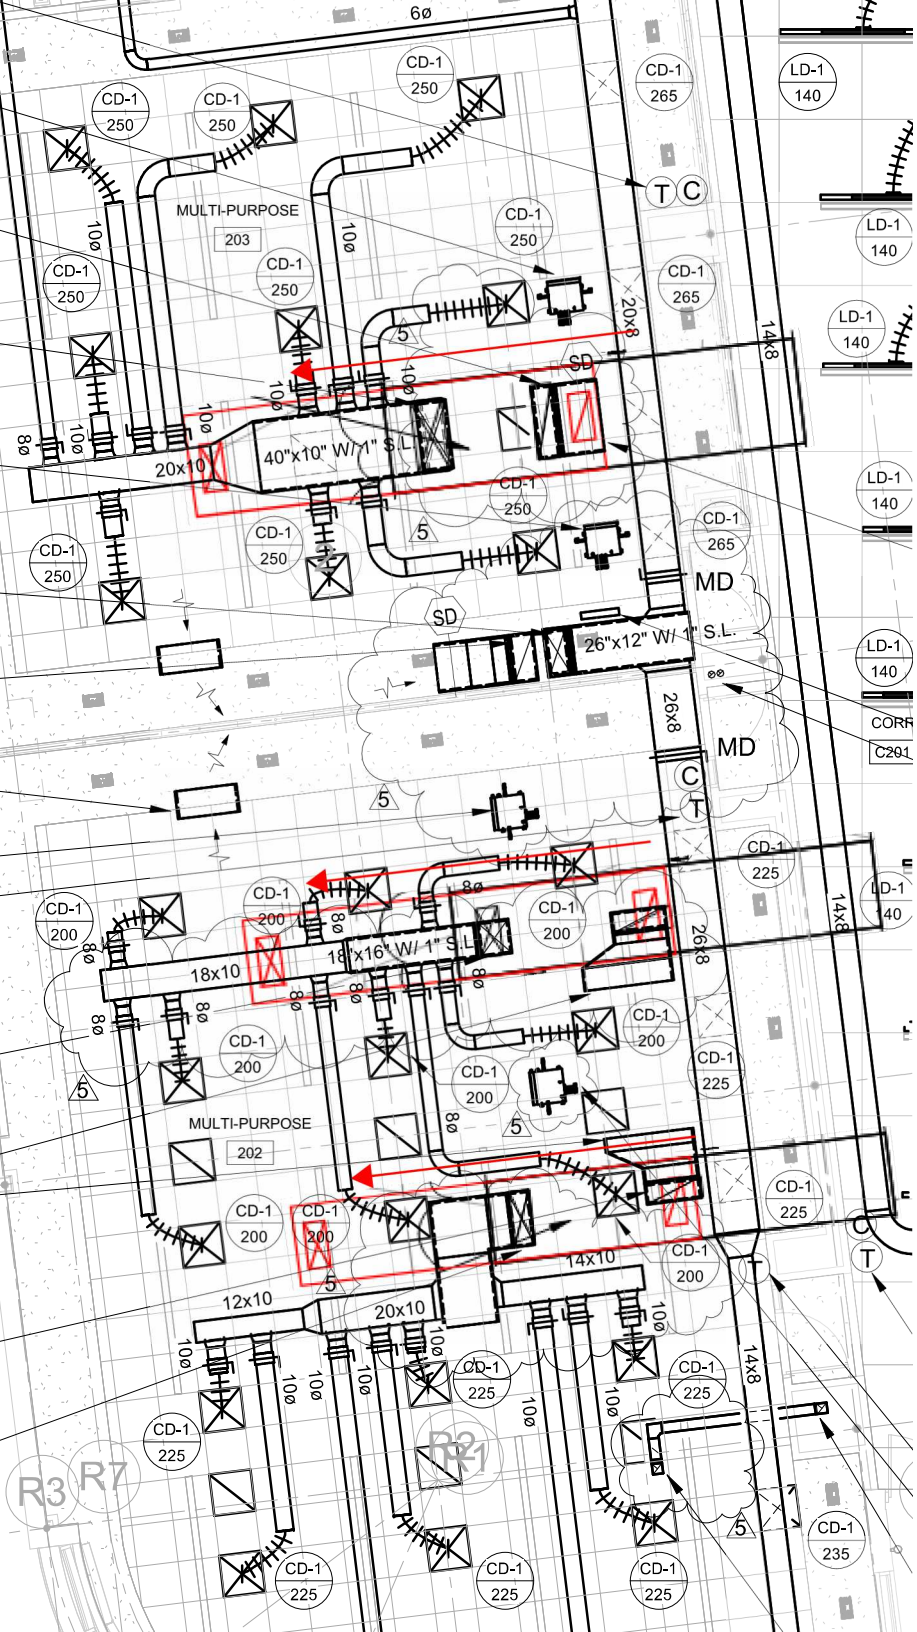 6ø
CD-1
250
CD-1
250
CD-1
250
CD-1
265
LD-1
140
MULTI-PURPOSE
203
T C
10ø
10ø
CD-1
250
CD-1
250
CD-1
250
CD-1
265
LD-1
140
20x8
14x8
LD-1
140
5
SD
10ø
10ø
10ø
10ø
8ø
20x10
40"x10" W/ 1" S.L.
CD-1
250
LD-1
140
5
CD-1
250
CD-1
250
CD-1
265
MD
SD
26"x12" W/ 1" S.L.
LD-1
140
26x8
CORR
C201
MD
C
T
5
CD-1
225
8ø
CD-1
200
CD-1
200
CD-1
200
LD-1
140
14x8
8ø
8ø
26x8
18x10
18"x16" W/ 1" S.L.
8ø
8ø
8ø
8ø
CD-1
200
CD-1
200
CD-1
200
CD-1
225
5
MULTI-PURPOSE
202
8ø
5
CD-1
200
CD-1
200
CD-1
225
C
T
T
CD-1
200
5
14x10
12x10
20x10
10ø
10ø
10ø
10ø
10ø
10ø
10ø
10ø
14x8
CD-1
225
CD-1
225
CD-1
225
R3
R7
R2
R1
5
CD-1
235
CD-1
225
CD-1
225
CD-1
225